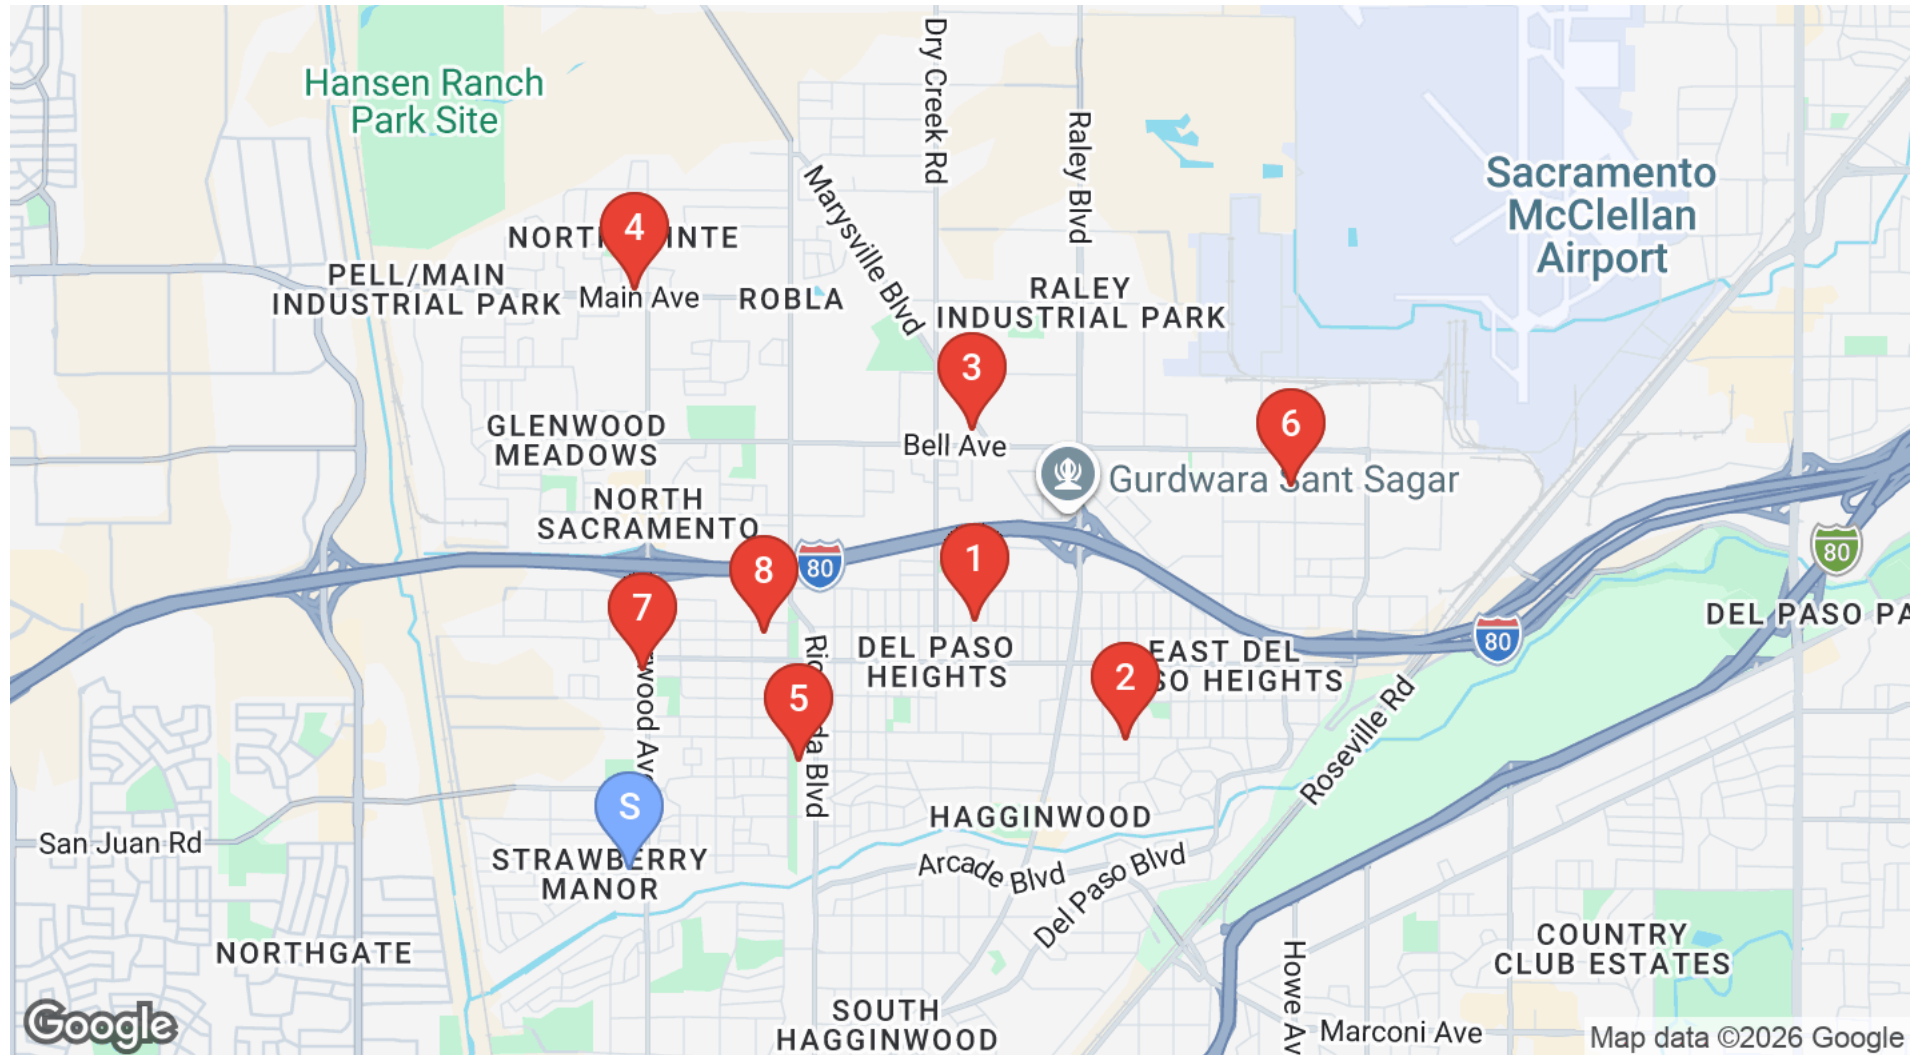 Hansen Ranch
Park Site
Dry Creek Rd
Raley Blvd
Marysville Blvd
Sacramento
McClellan
Airport
4
PELL/MAIN
INDUSTRIAL PARK
Main Ave
ROBLA
RALEY
INDUSTRIAL PARK
3
6
GLENWOOD
MEADOWS
Bell Ave
Gurdwara Sant Sagar
NORTH
SACRAMENTO
1
8
80
80
7
80
DEL PASO
HEIGHTS
2
EAST DEL
SO HEIGHTS
DEL PASO PA
5
Roseville Rd
S
San Juan Rd
STRAWBERRY
MANOR
HAGGINWOOD
Arcade Blvd
Del Paso Blvd
NORTHGATE
COUNTRY
CLUB ESTATES
Howe Av
SOUTH
HAGGINWOOD
Marconi Ave
Google
Map data ©2026 Google